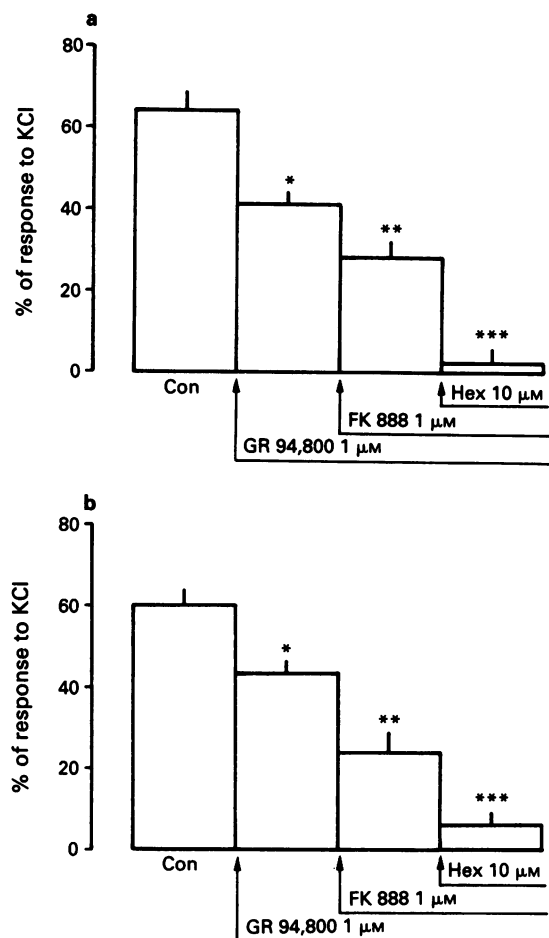 a
80
60
40
20
0
% of response to KCl
*
**
***
Con
Hex 10 μM
FK 888 1 μM
GR 94,800 1 μM
b
80
60
40
20
0
% of response to KCl
*
**
***
Con
Hex 10 μM
FK 888 1 μM
GR 94,800 1 μM